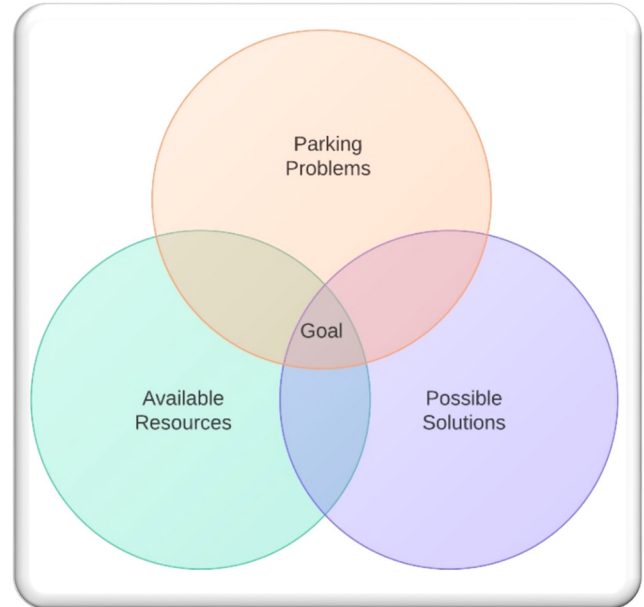 Parking
Problems
Goal
Available
Resources
Possible
Solutions